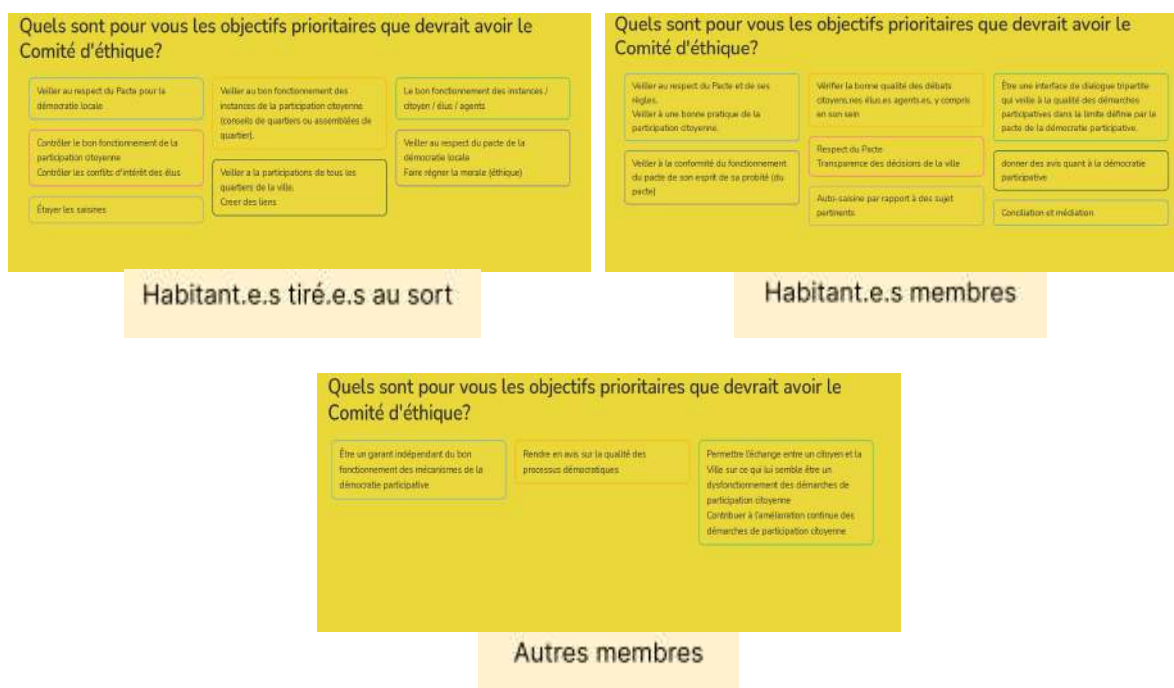 Quels sont pour vous les objectifs prioritaires que devrait avoir le
Comité d'éthique?
Veiller au respect du Pacte pour la
démocratie locale
Contrôler le bon fonctionnement de la
participation citoyenne
Contrôler les conflits d'intérêt des élus
Étayer les saisines
Veiller au bon fonctionnement des
instances de la participation citoyenne
(conseils de quartiers ou assemblées de
quartier).
Veiller a la participations de tous les
quartiers de la ville.
Creer des liens
Le bon fonctionnement des instances /
citoyen / élus / agents
Veiller au respect du pacte de la
démocratie locale
Faire régner la morale (éthique)
Habitant.e.s tiré.e.s au sort
Quels sont pour vous les objectifs prioritaires que devrait avoir le
Comité d'éthique?
Veiller au respect du Pacte et de ses
règles.
Veiller à une bonne pratique de la
participation citoyenne.
Veiller à la conformité du fonctionnement
du pacte de son esprit de sa probité (du
pacte)
Vérifier la bonne qualité des débats
citoyens.nes élus.es agents.es, y compris
en son sein
Respect du Pacte
Transparence des décisions de la ville
Auto-saisine par rapport à des sujet
pertinents
Être une interface de dialogue tripartite
qui veille à la qualité des démarches
participatives dans la limite définie par le
pacte de la démocratie participative.
donner des avis quant à la démocratie
participative
Conciliation et médiation
Habitant.e.s membres
Quels sont pour vous les objectifs prioritaires que devrait avoir le
Comité d'éthique?
Être un garant indépendant du bon
fonctionnement des mécanismes de la
démocratie participative
Rendre en avis sur la qualité des
processus démocratiques
Permettre l'échange entre un citoyen et la
Ville sur ce qui lui semble être un
dysfonctionnement des démarches de
participation citoyenne
Contribuer à l'amélioration continue des
démarches de participation citoyenne
Autres membres